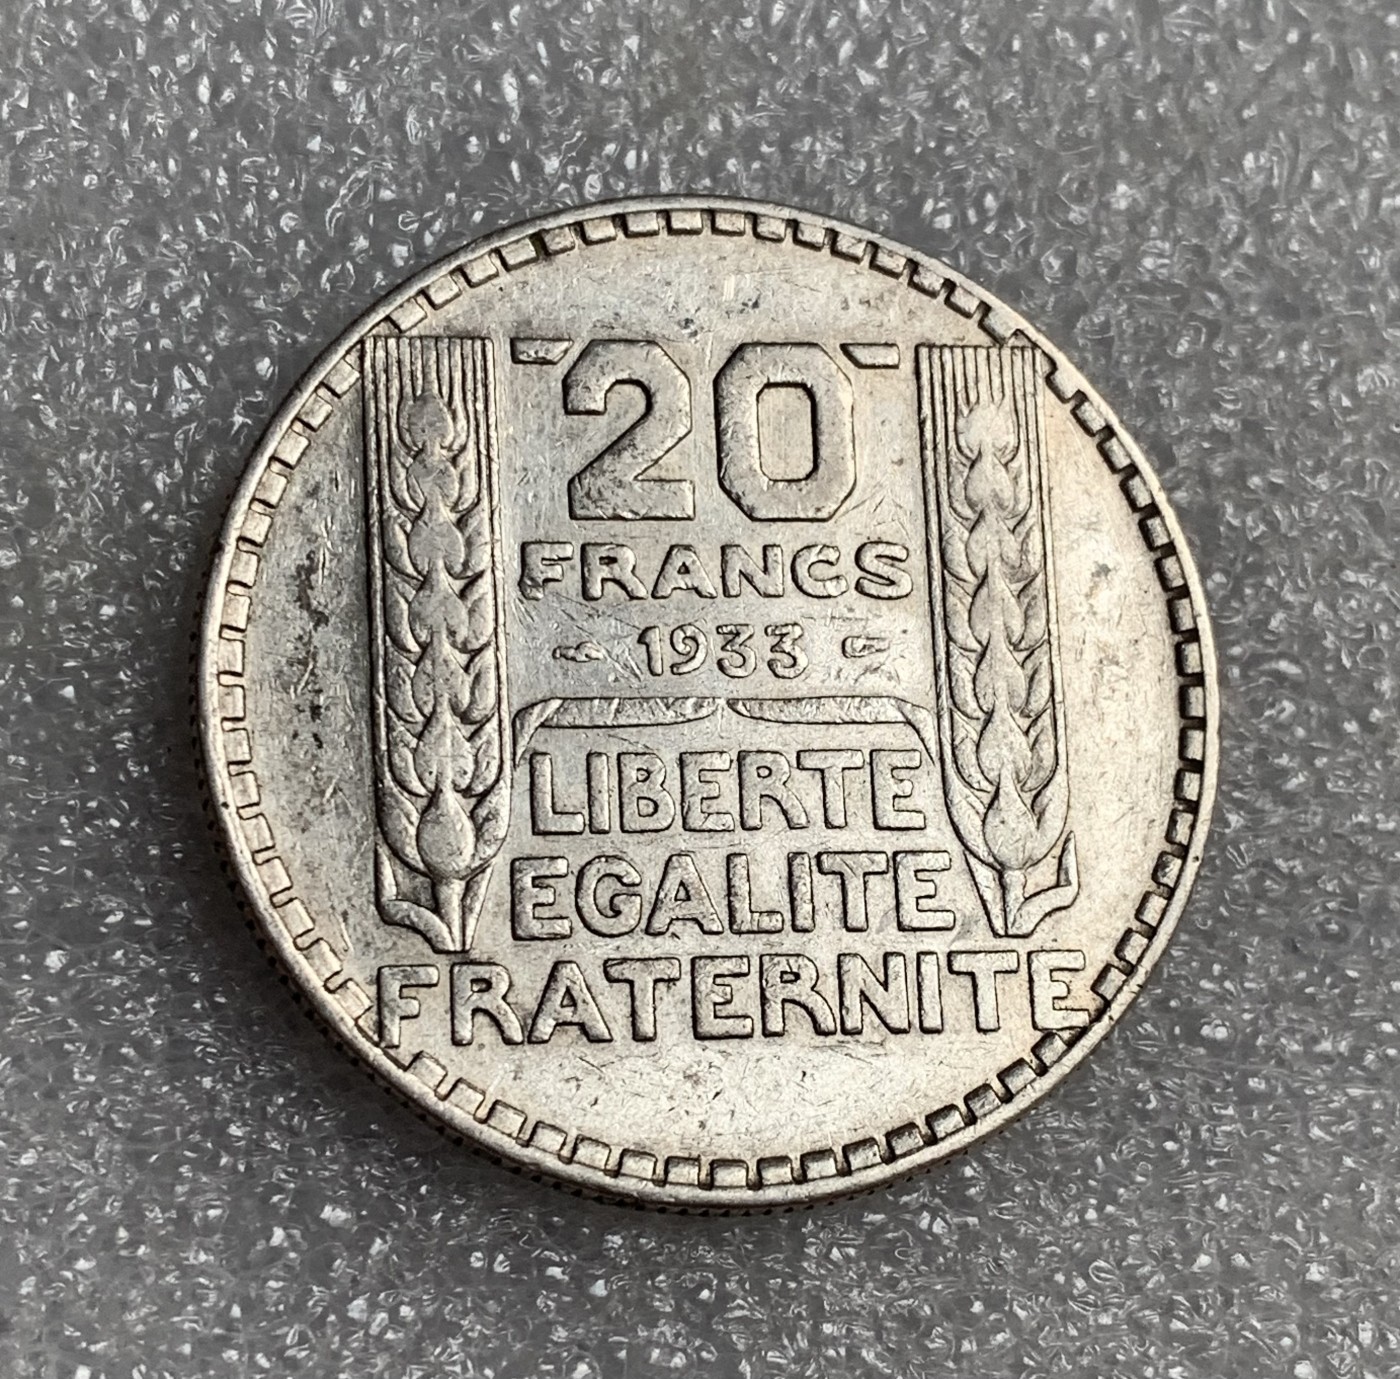 20
FRANCS
- 1933 -
LIBERTE
EGALITE
FRATERNITE